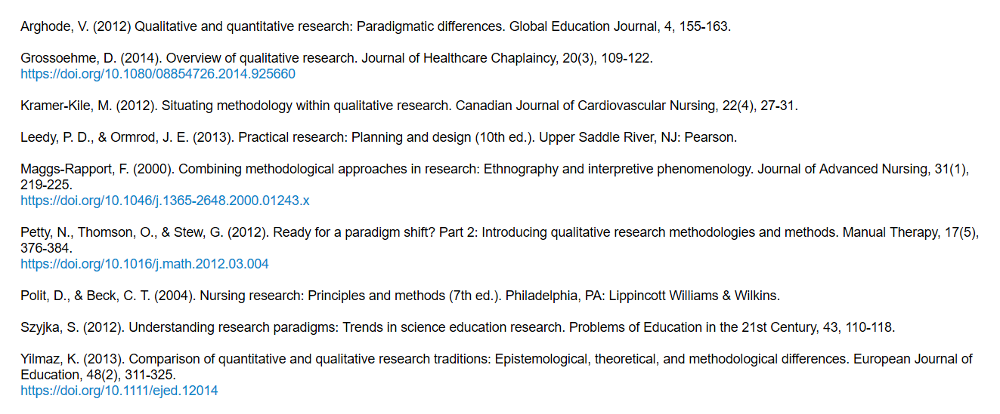 Arghode, V. (2012) Qualitative and quantitative research: Paradigmatic differences. Global Education Journal, 4, 155-163.
Grossoehme, D. (2014). Overview of qualitative research. Journal of Healthcare Chaplaincy, 20(3), 109-122.
https://doi.org/10.1080/08854726.2014.925660
Kramer-Kile, M. (2012). Situating methodology within qualitative research. Canadian Journal of Cardiovascular Nursing, 22(4), 27-31.
Leedy, P. D., & Ormrod, J. E. (2013). Practical research: Planning and design (10th ed.). Upper Saddle River, NJ: Pearson.
Maggs-Rapport, F. (2000). Combining methodological approaches in research: Ethnography and interpretive phenomenology. Journal of Advanced Nursing, 31(1),
219-225.
https://doi.org/10.1046/j.1365-2648.2000.01243.x
Petty, N., Thomson, O., & Stew, G. (2012). Ready for a paradigm shift? Part 2: Introducing qualitative research methodologies and methods. Manual Therapy, 17(5),
376-384.
https://doi.org/10.1016/j.math.2012.03.004
Polit, D., & Beck, C. T. (2004). Nursing research: Principles and methods (7th ed.). Philadelphia, PA: Lippincott Williams & Wilkins.
Szyjka, S. (2012). Understanding research paradigms: Trends in science education research. Problems of Education in the 21st Century, 43, 110-118.
Yilmaz, K. (2013). Comparison of quantitative and qualitative research traditions: Epistemological, theoretical, and methodological differences. European Journal of
Education, 48(2), 311-325.
https://doi.org/10.1111/ejed.12014